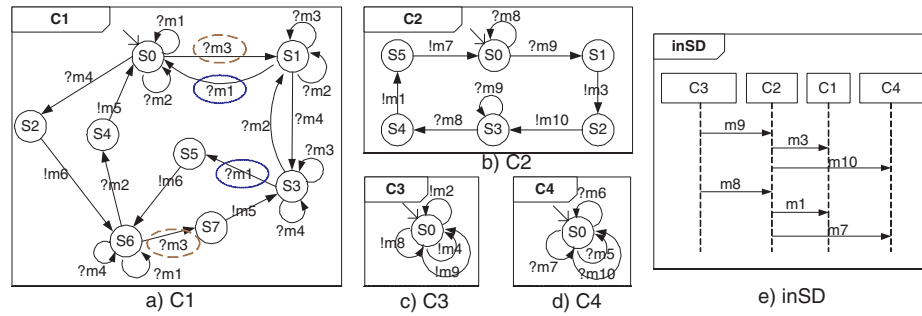 C1
?m1
?m3
?m3
S0
S1
?m4
?m2
?m1
?m2
!m5
S2
S4
?m2
?m4
S5
?m1
?m3
!m6
?m2
!m6
S3
!m5
?m4
S7
S6
?m3
?m4
?m1
a) C1
C2
?m8
S5
!m7
S0
?m9
S1
!m1
?m9
!m3
S4
?m8
S3
!m10
S2
b) C2
C3
!m2
S0
!m8
!m4
!m9
c) C3
C4
?m6
S0
?m5
?m7
?m10
d) C4
inSD
C3
C2
C1
C4
m9
m3
m10
m8
m1
m7
e) inSD